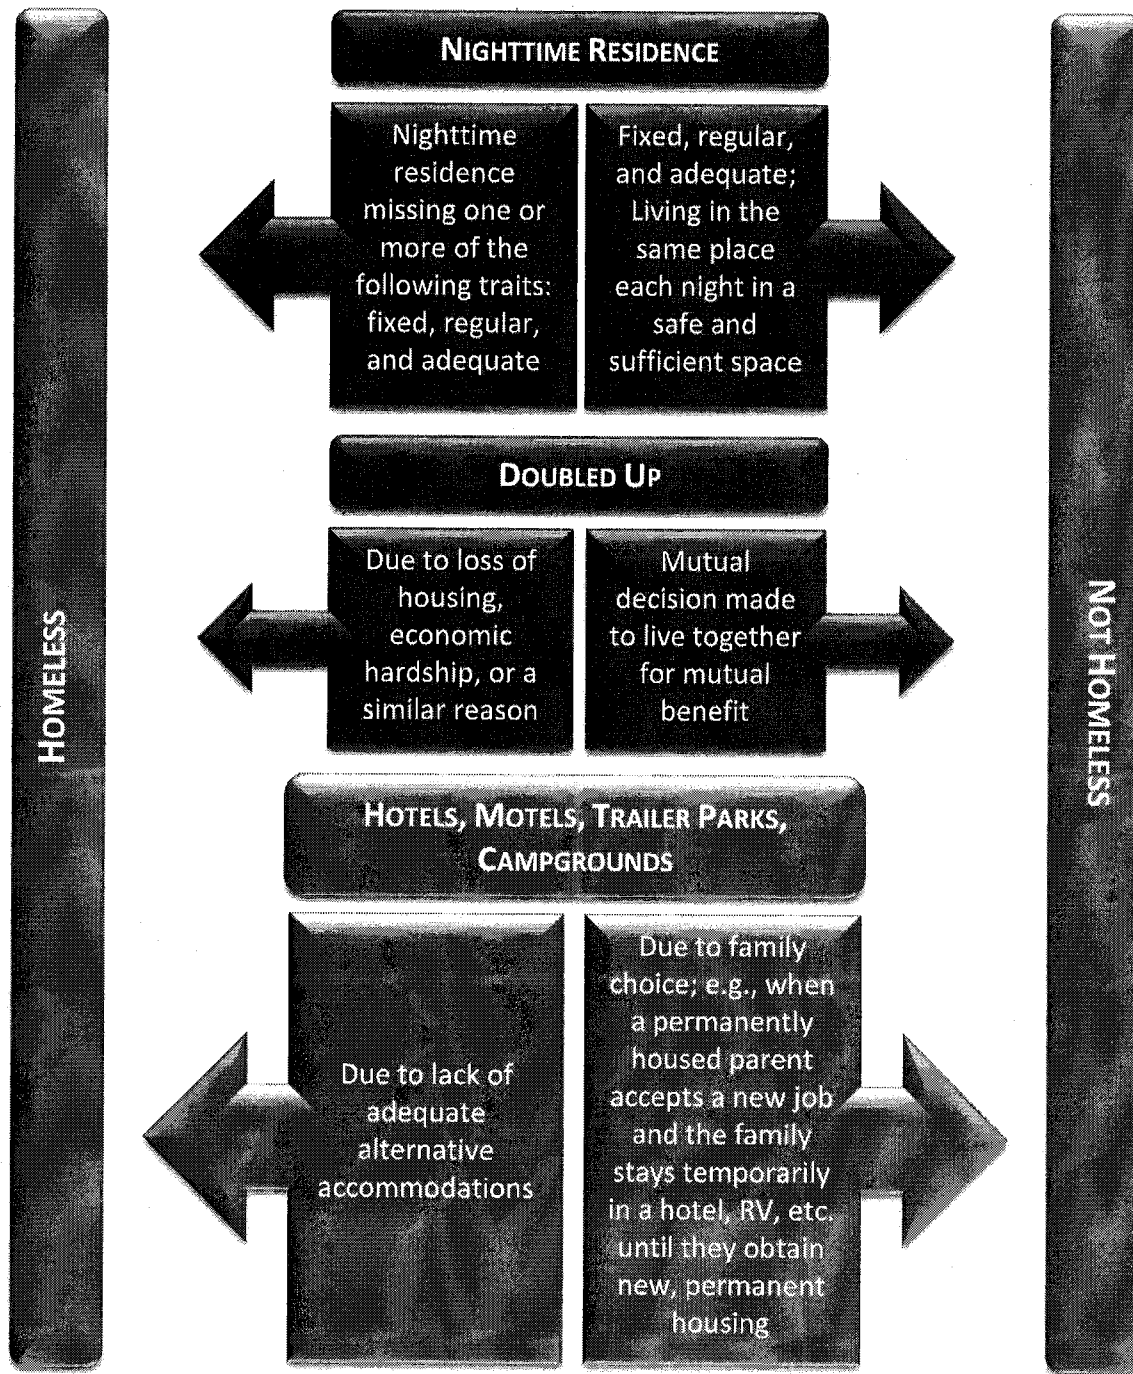 HOMELESS
NIGHTTIME RESIDENCE
Nighttime
residence
missing one or
more of the
following traits:
fixed, regular,
and adequate
Fixed, regular,
and adequate;
Living in the
same place
each night in a
safe and
sufficient space
DOUBLED UP
Due to loss of
housing,
economic
hardship, or a
similar reason
Mutual
decision made
to live together
for mutual
benefit
HOTELS, MOTELS, TRAILER PARKS,
CAMPGROUNDS
Due to lack of
adequate
alternative
accommodations
Due to family
choice; e.g., when
a permanently
housed parent
accepts a new job
and the family
stays temporarily
in a hotel, RV, etc.
until they obtain
new, permanent
housing
NOT HOMELESS